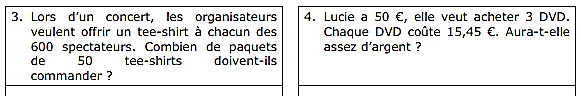 3. Lors d’un concert, les organisateurs
veulent offrir un tee-shirt à chacun des
600 spectateurs. Combien de paquets
de 50 tee-shirts doivent-ils
commander ?
4. Lucie a 50 €, elle veut acheter 3 DVD.
Chaque DVD coûte 15,45 €. Aura-t-elle
assez d’argent ?